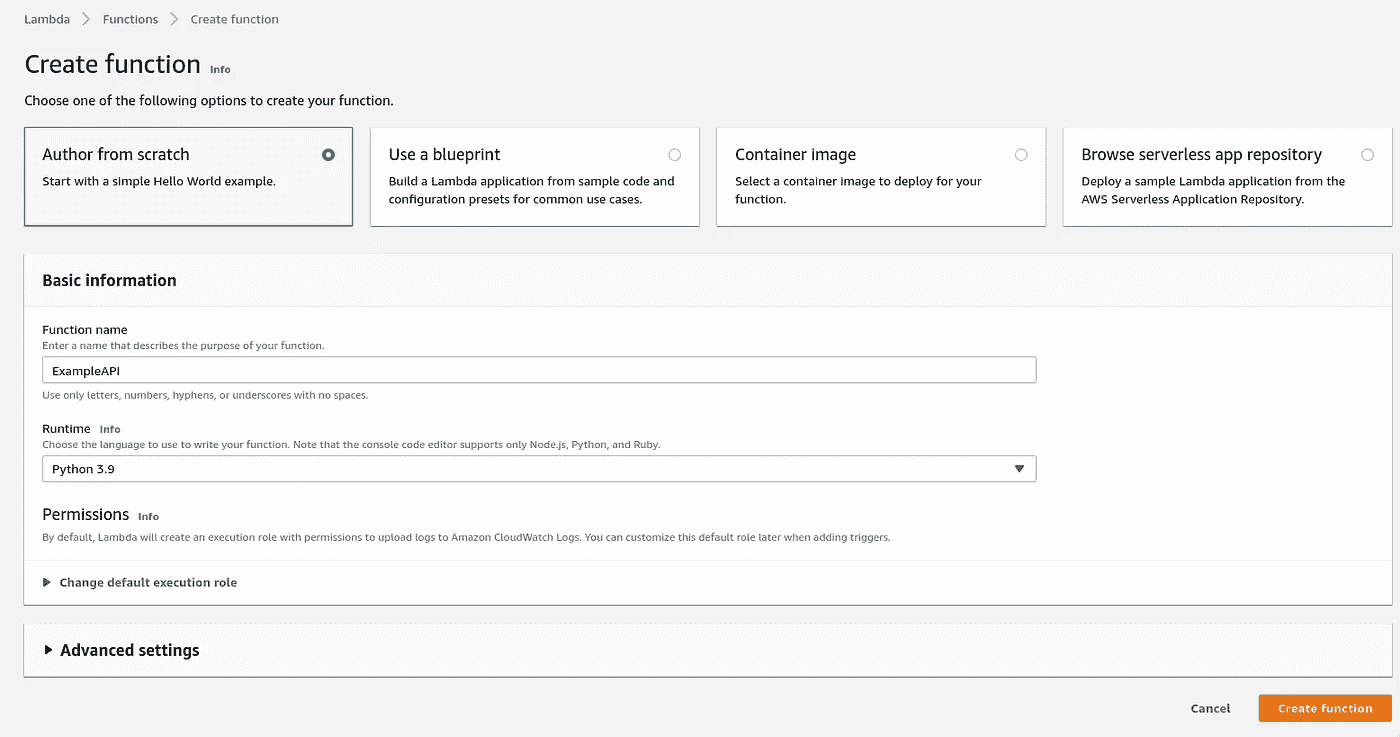 Lambda Functions Create function
Create function Info
Choose one of the following options to create your function.
Author from scratch
Start with a simple Hello World example.
Use a blueprint
Build a Lambda application from sample code and
configuration presets for common use cases.
Container image
Select a container image to deploy for your
function.
Browse serverless app repository
Deploy a sample Lambda application from the
AWS Serverless Application Repository.
Basic information
Function name
Enter a name that describes the purpose of your function.
ExampleAPI
Use only letters, numbers, hyphens, or underscores with no spaces.
Runtime Info
Choose the language to use to write your function. Note that the console code editor supports only Node.js, Python, and Ruby.
Python 3.9
Permissions Info
By default, Lambda will create an execution role with permissions to upload logs to Amazon CloudWatch Logs. You can customize this default role later when adding triggers.
Change default execution role
Advanced settings
Cancel Create function